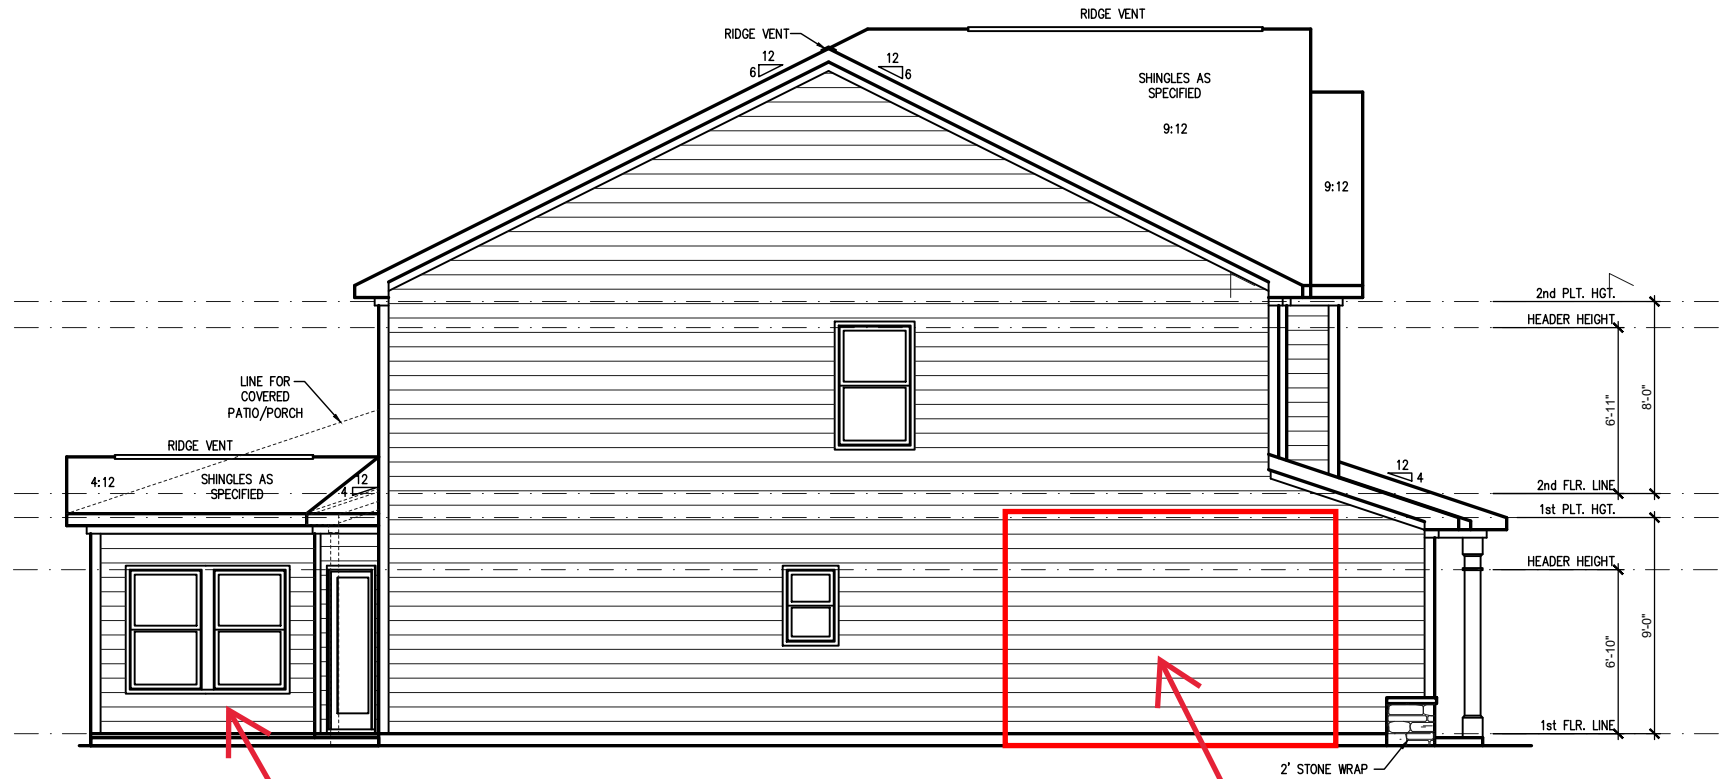 RIDGE VENT
RIDGE VENT
12
6
12
6
SHINGLES AS
SPECIFIED
9:12
9:12
2nd PLT. HGT.
HEADER HEIGHT
LINE FOR
COVERED
PATIO/PORCH
6'-11"
8'-0"
RIDGE VENT
4:12
SHINGLES AS
SPECIFIED
12
4
12
4
2nd FLR. LINE
1st PLT. HGT.
HEADER HEIGHT
6'-10"
9'-0"
1st FLR. LINE
2' STONE WRAP